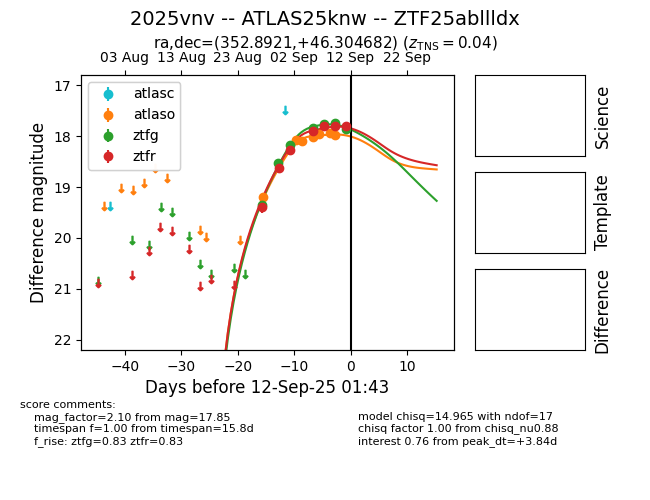 2025vnv -- ATLAS25knw -- ZTF25abllldx
ra,dec=(352.8921,+46.304682) (zTNS = 0.04)
03 Aug 13 Aug 23 Aug 02 Sep 12 Sep 22 Sep
atlasc
atlaso
ztfg
ztfr
17
18
19
20
21
22
Difference magnitude
−40 −30 −20 −10 0 10
Days before 12-Sep-25 01:43
Science
Template
Difference
score comments:
mag_factor=2.10 from mag=17.85
timespan f=1.00 from timespan=15.8d
f_rise: ztfg=0.83 ztfr=0.83
model chisq=14.965 with ndof=17
chisq factor 1.00 from chisq_nu0.88
interest 0.76 from peak_dt=+3.84d